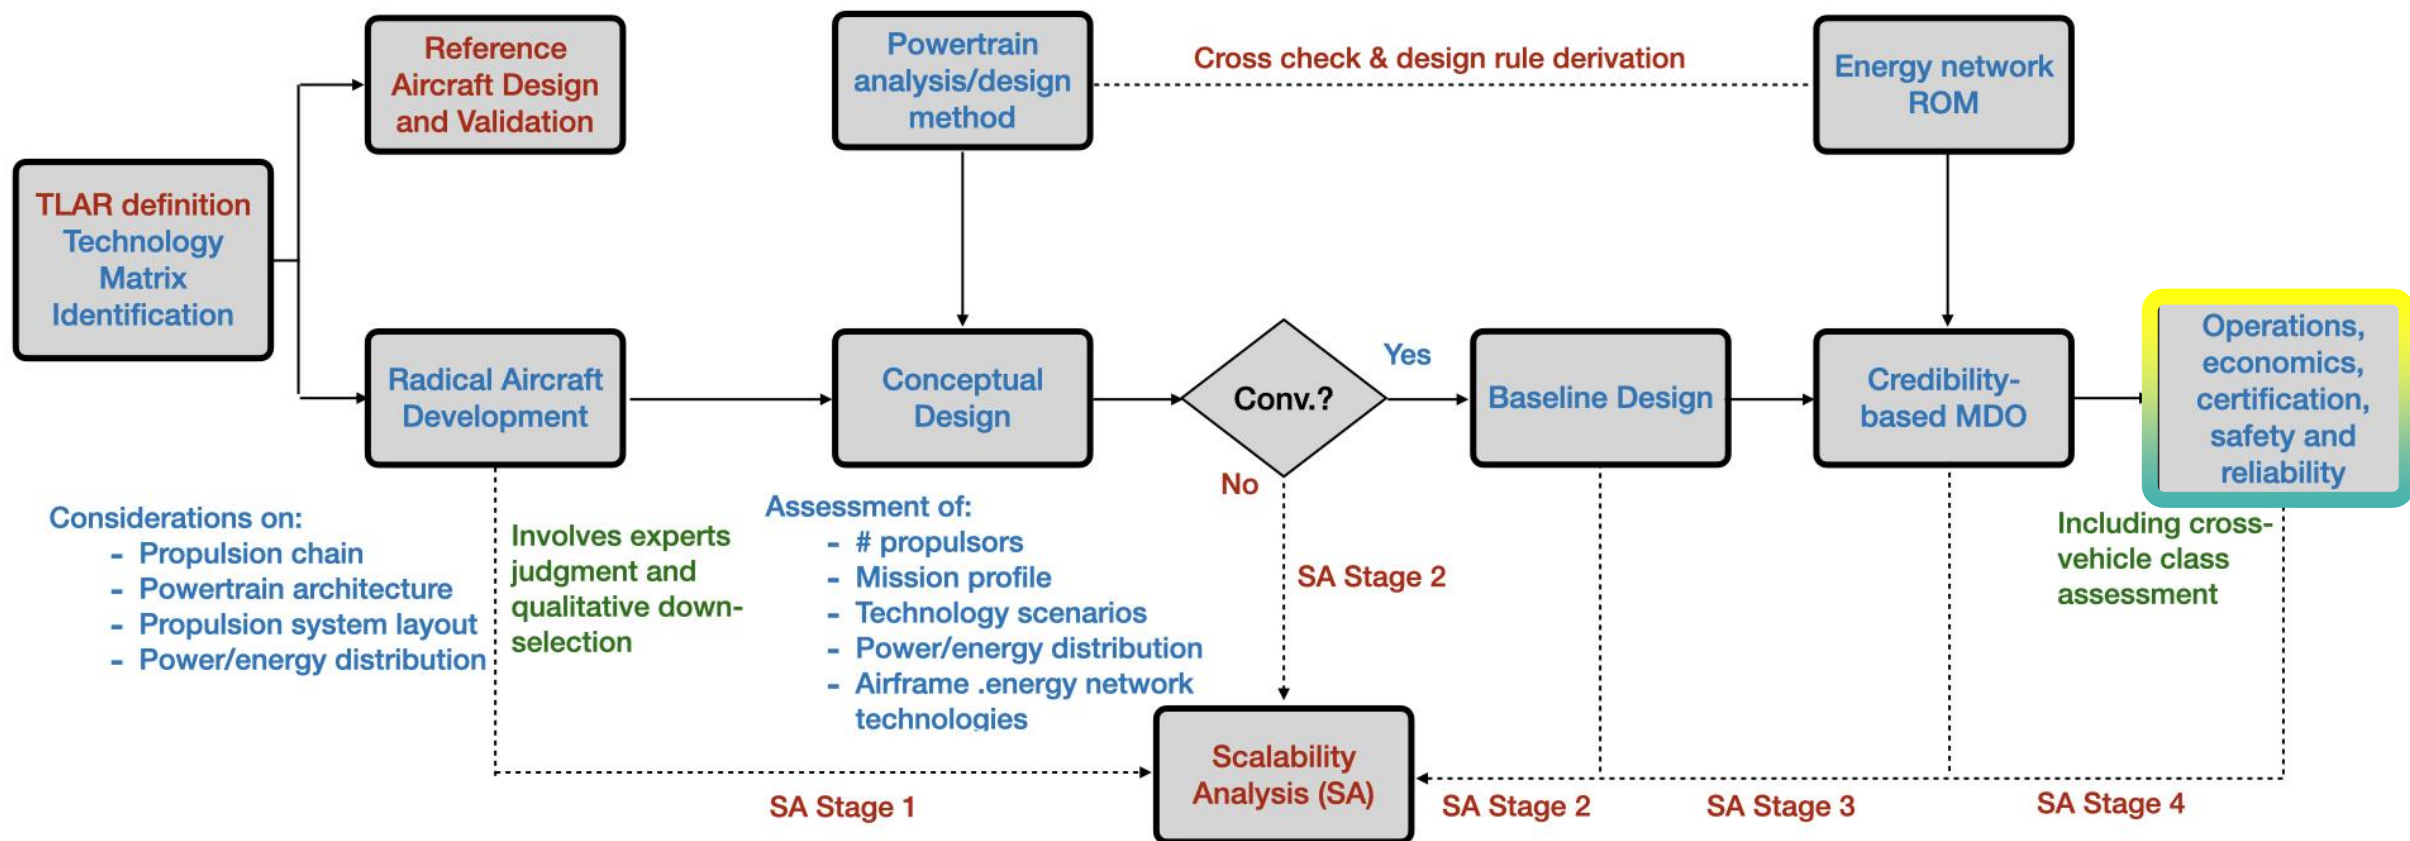 Reference
Aircraft Design
and Validation
Powertrain
analysis/design
method
Cross check & design rule derivation
Energy network
ROM
TLAR definition
Technology
Matrix
Identification
Radical Aircraft
Development
Conceptual
Design
Conv.?
Yes
No
Baseline Design
Credibility-
based MDO
Operations,
economics,
certification,
safety and
reliability
Considerations on:
- Propulsion chain
- Powertrain architecture
- Propulsion system layout
- Power/energy distribution
Involves experts
judgment and
qualitative down-
selection
Assessment of:
- # propulsors
- Mission profile
- Technology scenarios
- Power/energy distribution
- Airframe .energy network
technologies
SA Stage 2
Including cross-
vehicle class
assessment
Scalability
Analysis (SA)
SA Stage 1
SA Stage 2
SA Stage 3
SA Stage 4